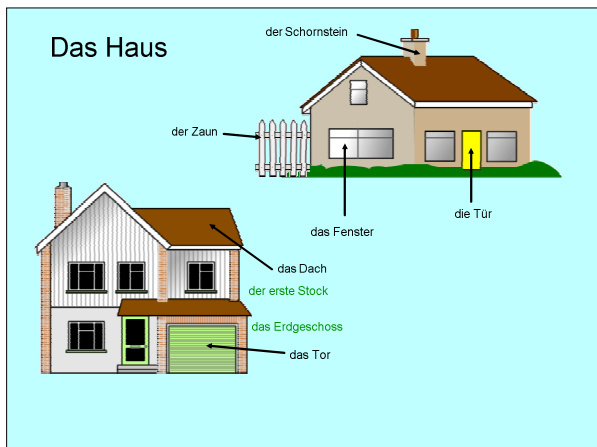 Das Haus
der Schornstein
der Zaun
das Fenster
die Tür
das Dach
der erste Stock
das Erdgeschoss
das Tor